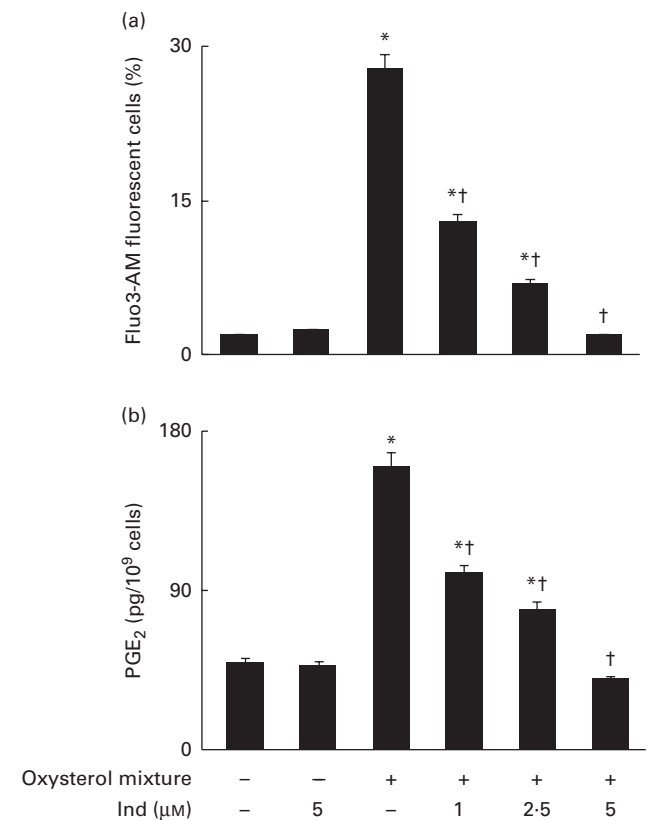 (a)
30
15
0
Fluo3-AM fluorescent cells (%)
*
*†
*†
†
(b)
180
90
0
PGE2 (pg/10⁹ cells)
*
*†
*†
†
Oxysterol mixture – – + + + +
Ind (µM) – 5 – 1 2·5 5